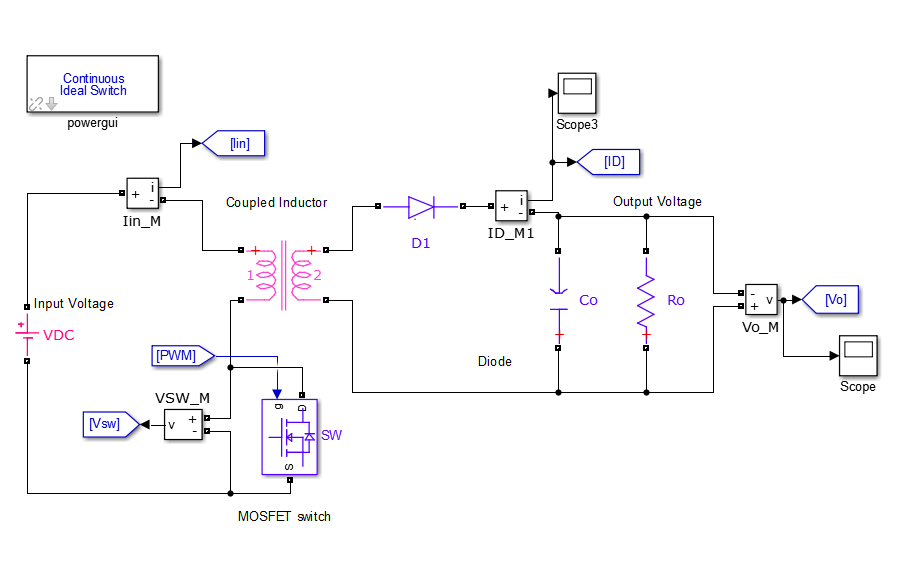 Continuous
Ideal Switch
powergui
[Iin]
+
i
-
Iin_M
Scope3
[ID]
Coupled Inductor
+
i
-
ID_M1
D1
Output Voltage
+
+
1
2
Input Voltage
+
VDC
Co
Ro
+
+
-
+
v
Vo_M
[Vo]
Scope
[PWM]
Diode
VSW_M
[Vsw]
v
+
-
g
D
S
SW
MOSFET switch